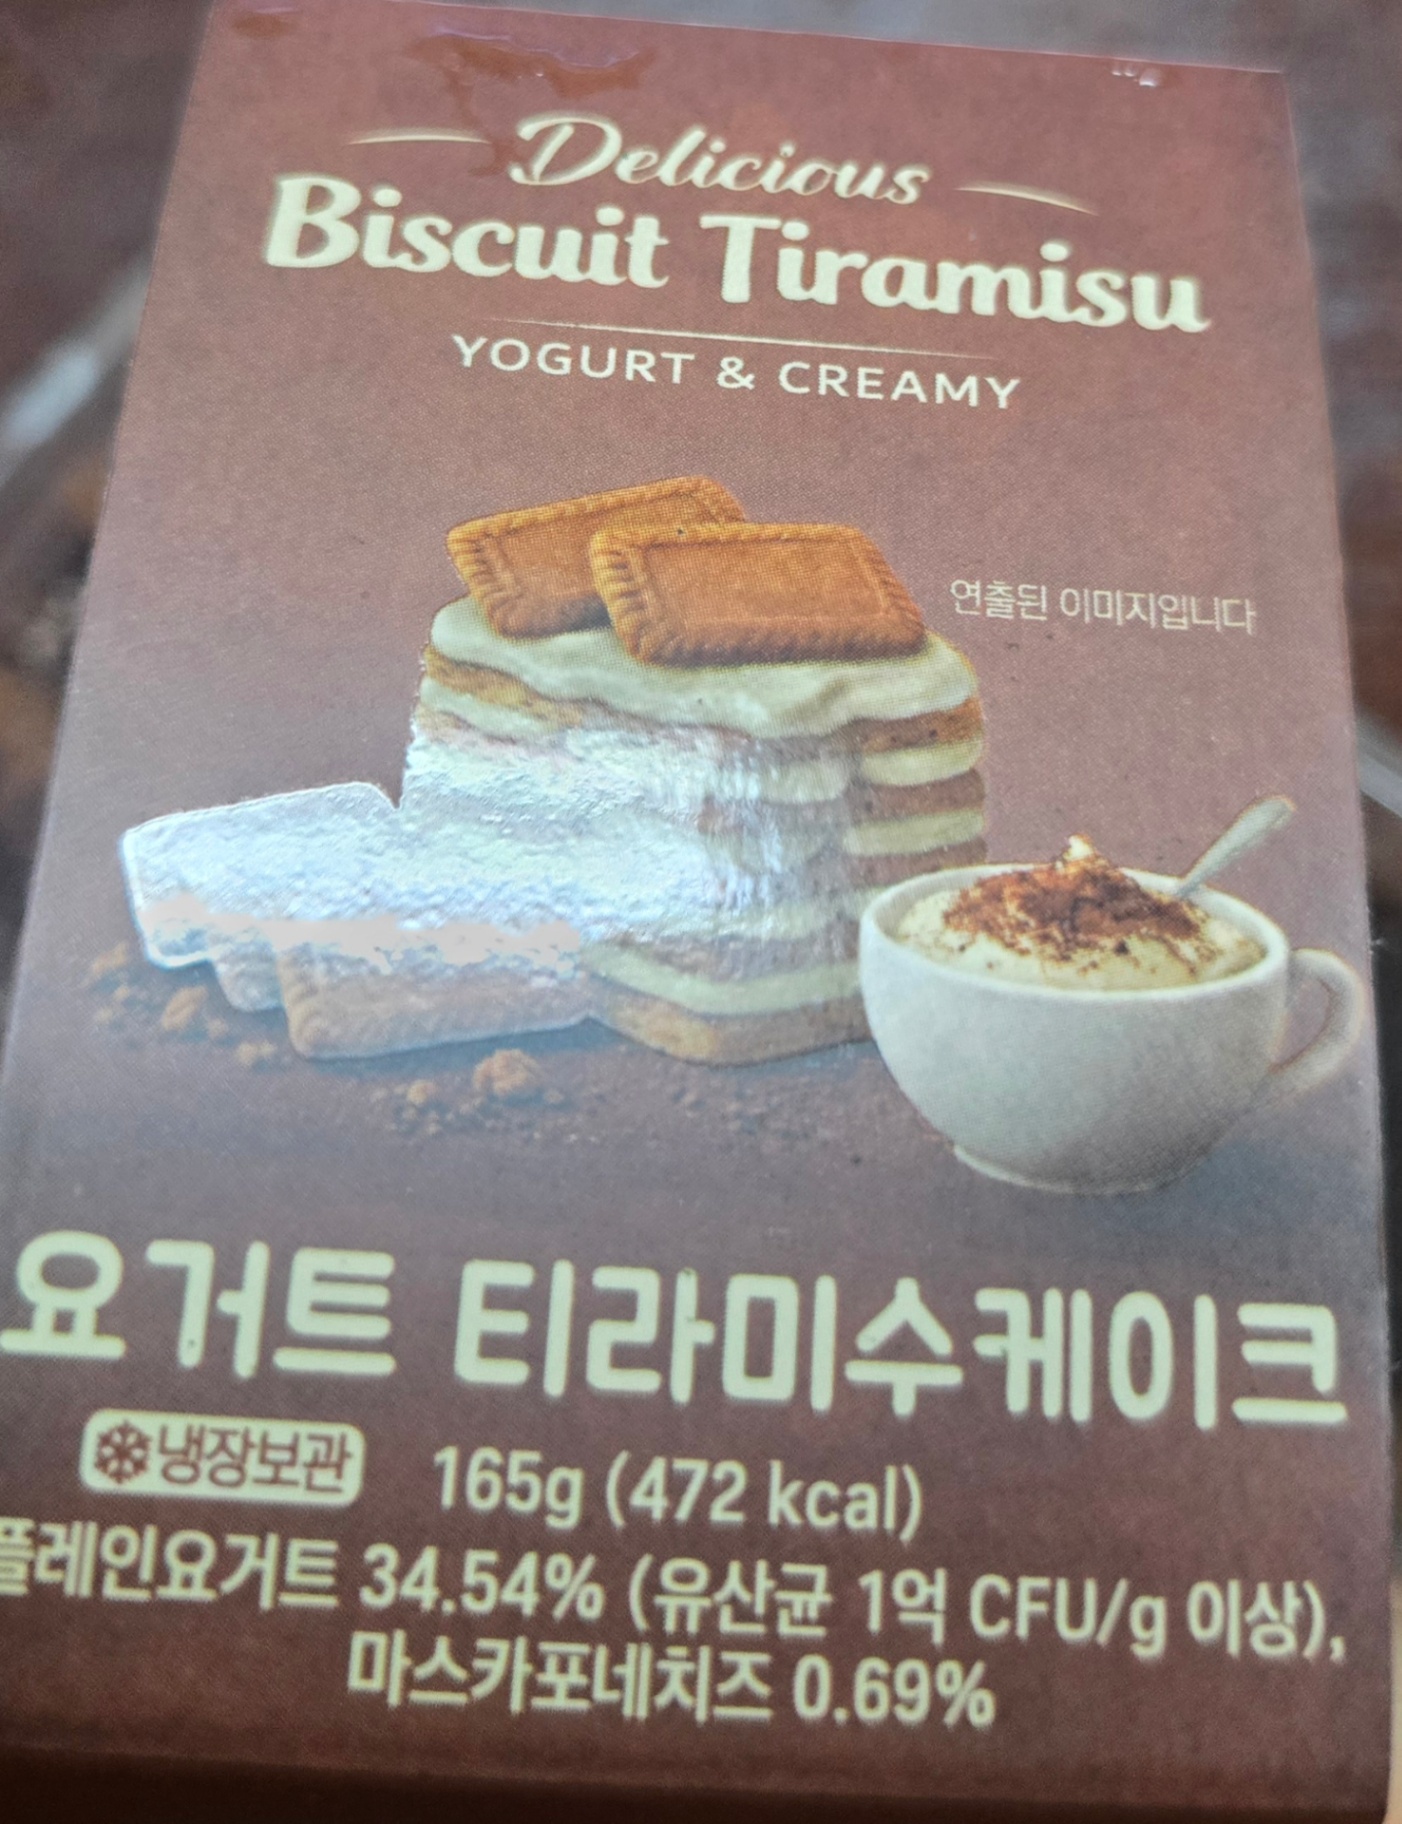 Delicious
Biscuit Tiramisu
YOGURT & CREAMY
연출된 이미지입니다
요거트 티라미수케이크
냉장보관 165g (472 kcal)
플레인요거트 34.54% (유산균 1억 CFU/g 이상),
마스카포네치즈 0.69%